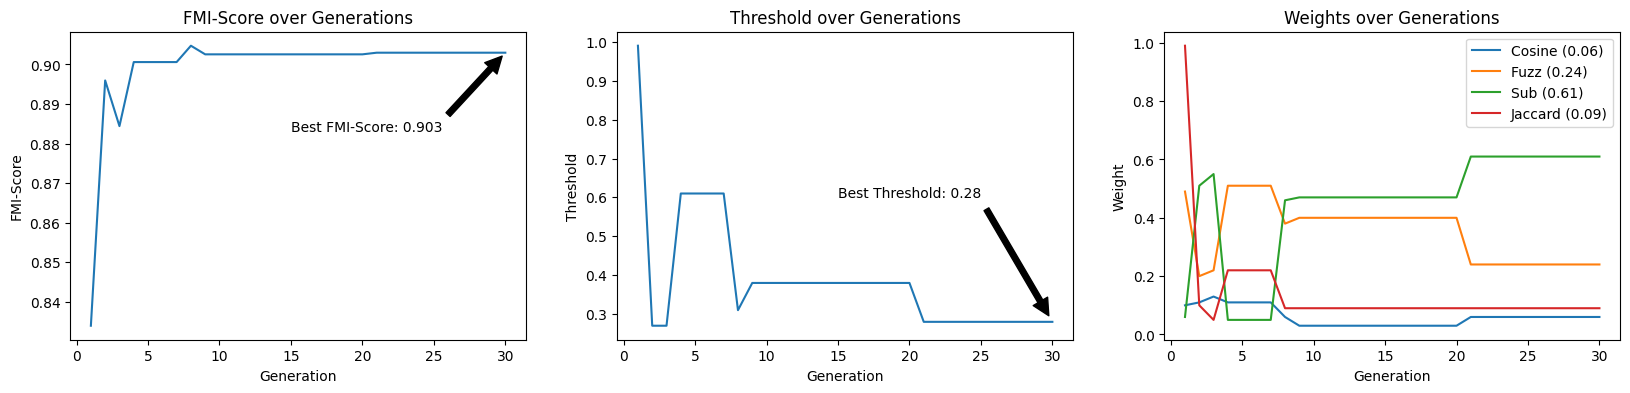 FMI-Score over Generations
FMI-Score
0.90
0.89
0.88
0.87
0.86
0.85
0.84
Best FMI-Score: 0.903
0 5 10 15 20 25 30
Generation
Threshold over Generations
Threshold
1.0
0.9
0.8
0.7
0.6
0.5
0.4
0.3
Best Threshold: 0.28
0 5 10 15 20 25 30
Generation
Weights over Generations
Weight
1.0
0.8
0.6
0.4
0.2
0.0
Cosine (0.06)
Fuzz (0.24)
Sub (0.61)
Jaccard (0.09)
0 5 10 15 20 25 30
Generation